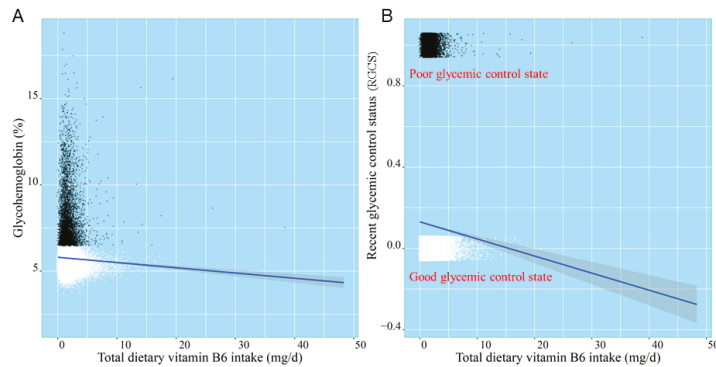 A
Glycohemoglobin (%)
15.
10.
5.
0
10
20
30
40
50
Total dietary vitamin B6 intake (mg/d)
B
Recent glycemic control status (RGCS)
0.8
0.4
0.0
−0.4
Poor glycemic control state
Good glycemic control state
0
10
20
30
40
50
Total dietary vitamin B6 intake (mg/d)